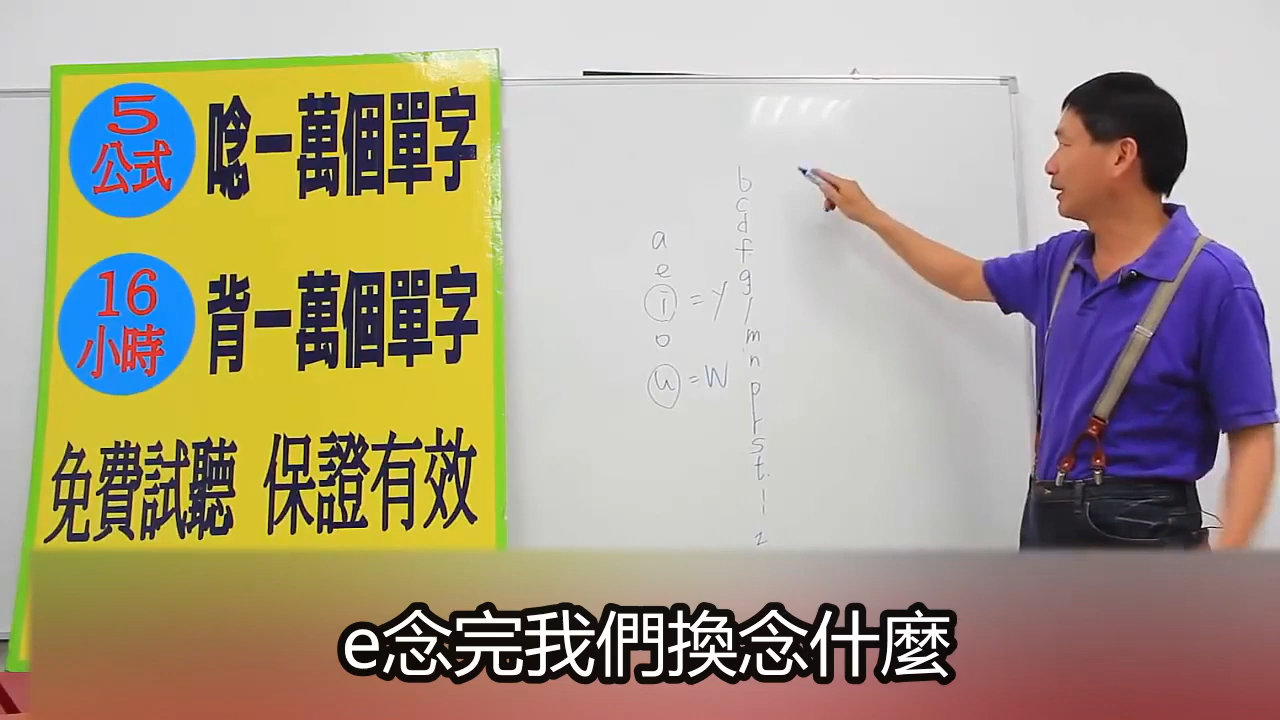 5
公式
唸一萬個單字
16
小時
背一萬個單字
免費試聽 保證有效
a
e
i = y
o
u = w
b
c
d
f
g
l
m
n
p
r
s
t
z
e念完我們換念什麼